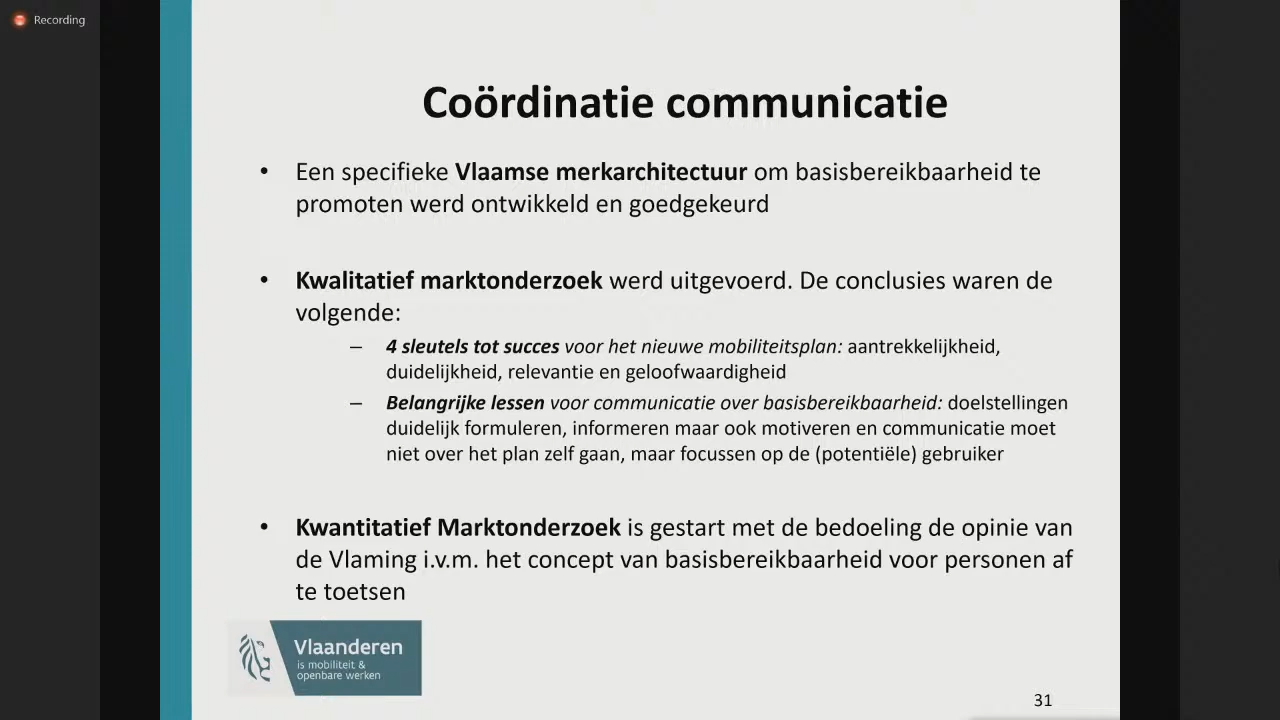 Recording
Coördinatie communicatie
• Een specifieke Vlaamse merkarchitectuur om basisbereikbaarheid te
promoten werd ontwikkeld en goedgekeurd
• Kwalitatief marktonderzoek werd uitgevoerd. De conclusies waren de
volgende:
– 4 sleutels tot succes voor het nieuwe mobiliteitsplan: aantrekkelijkheid,
duidelijkheid, relevantie en geloofwaardigheid
– Belangrijke lessen voor communicatie over basisbereikbaarheid: doelstellingen
duidelijk formuleren, informeren maar ook motiveren en communicatie moet
niet over het plan zelf gaan, maar focussen op de (potentiële) gebruiker
• Kwantitatief Marktonderzoek is gestart met de bedoeling de opinie van
de Vlaming i.v.m. het concept van basisbereikbaarheid voor personen af
te toetsen
Vlaanderen
is mobiliteit &
openbare werken
31